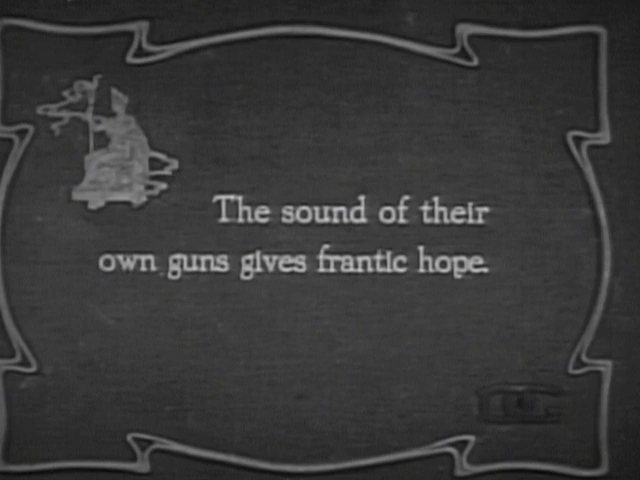 The sound of their
own guns gives frantic hope.